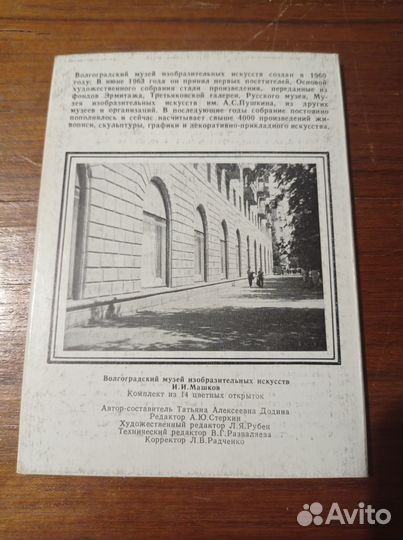 Волгоградский музей изобразительных искусств создан в 1960
году. В июне 1963 года он принял первых посетителей. Основой
художественного собрания стали произведения, переданные из
фондов Эрмитажа, Третьяковской галереи, Русского музея, Му-
зея изобразительных искусств им. А.С.Пушкина, из других
музеев и организаций. В последующие годы собрание постоянно
пополнялось и сейчас насчитывает свыше 4000 произведений жи-
вописи, скульптуры, графики и декоративно-прикладного искусства.
Волгоградский музей изобразительных искусств
И.И.Машков
Комплект из 14 цветных открыток
Автор-составитель Татьяна Алексеевна Додина
Редактор А.Ю.Стеркин
Художественный редактор Л.Я.Рубен
Технический редактор В.Г.Разваляева
Корректор Л.В.Радченко
Avito